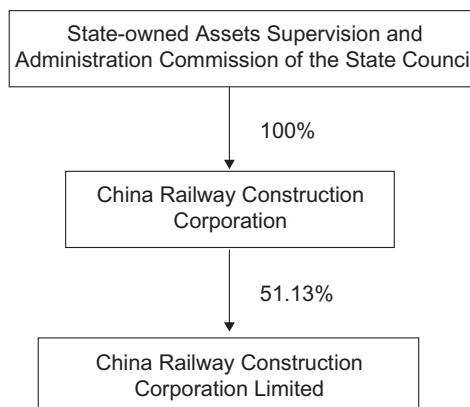 State-owned Assets Supervision and
Administration Commission of the State Counci
100%
China Railway Construction
Corporation
51.13%
China Railway Construction
Corporation Limited